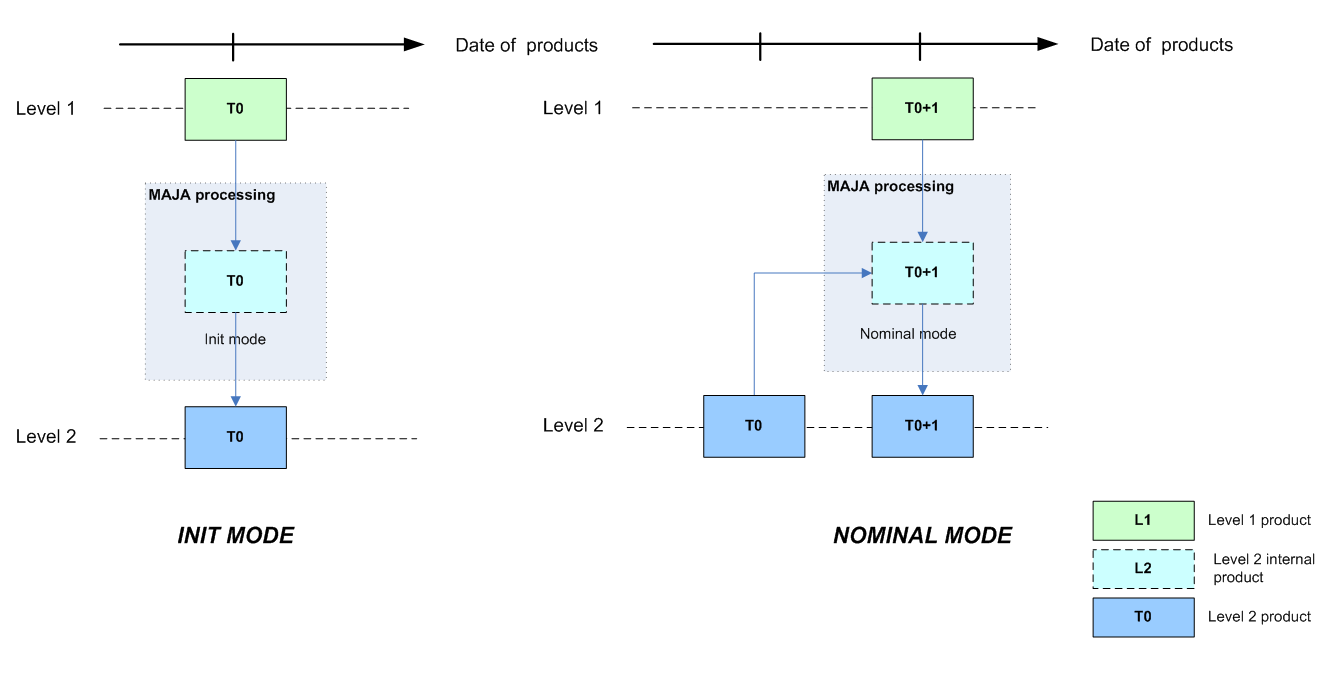 Date of  products
Level 1
T0
MAJA processing
T0
Init mode
Level 2
T0
INIT MODE
Date of  products
Level 1
T0+1
MAJA processing
T0+1
Nominal mode
Level 2
T0
T0+1
NOMINAL MODE
L1
Level 1 product
L2
Level 2 internal
product
T0
Level 2 product